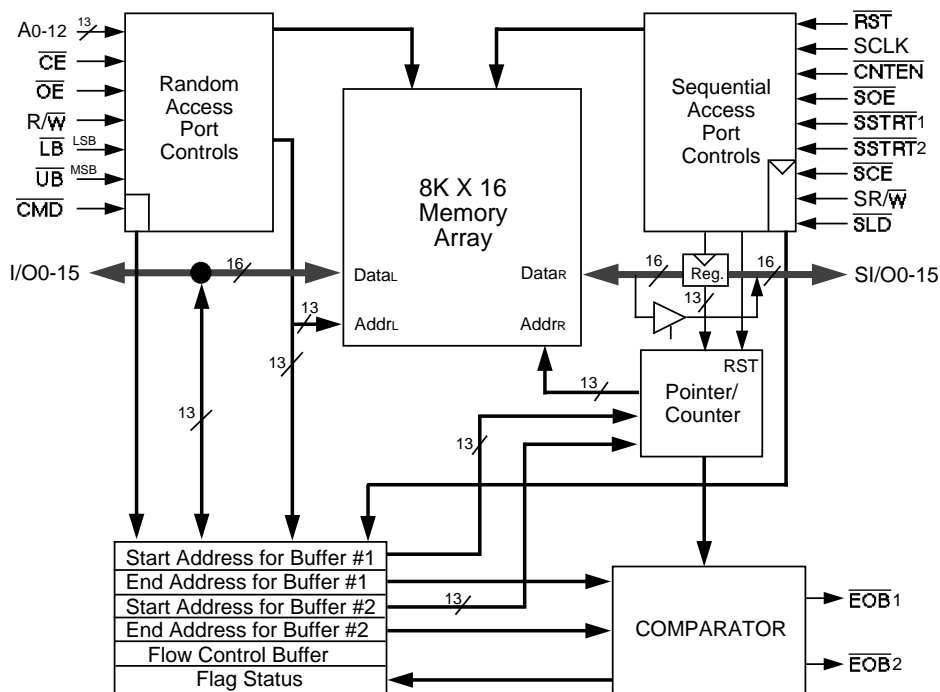 A0-12
13
CE
OE
R/W
LB LSB
UB MSB
CMD
Random
Access
Port
Controls
8K X 16
Memory
Array
DataL
DataR
AddrL
AddrR
Sequential
Access
Port
Controls
RST
SCLK
CNTEN
SOE
SSTRT1
SSTRT2
SCE
SR/W
SLD
I/O0-15
16
16
Reg.
16
SI/O0-15
13
13
13
13
RST
Pointer/
Counter
13
13
13
Start Address for Buffer #1
End Address for Buffer #1
Start Address for Buffer #2
End Address for Buffer #2
Flow Control Buffer
Flag Status
COMPARATOR
EOB1
EOB2